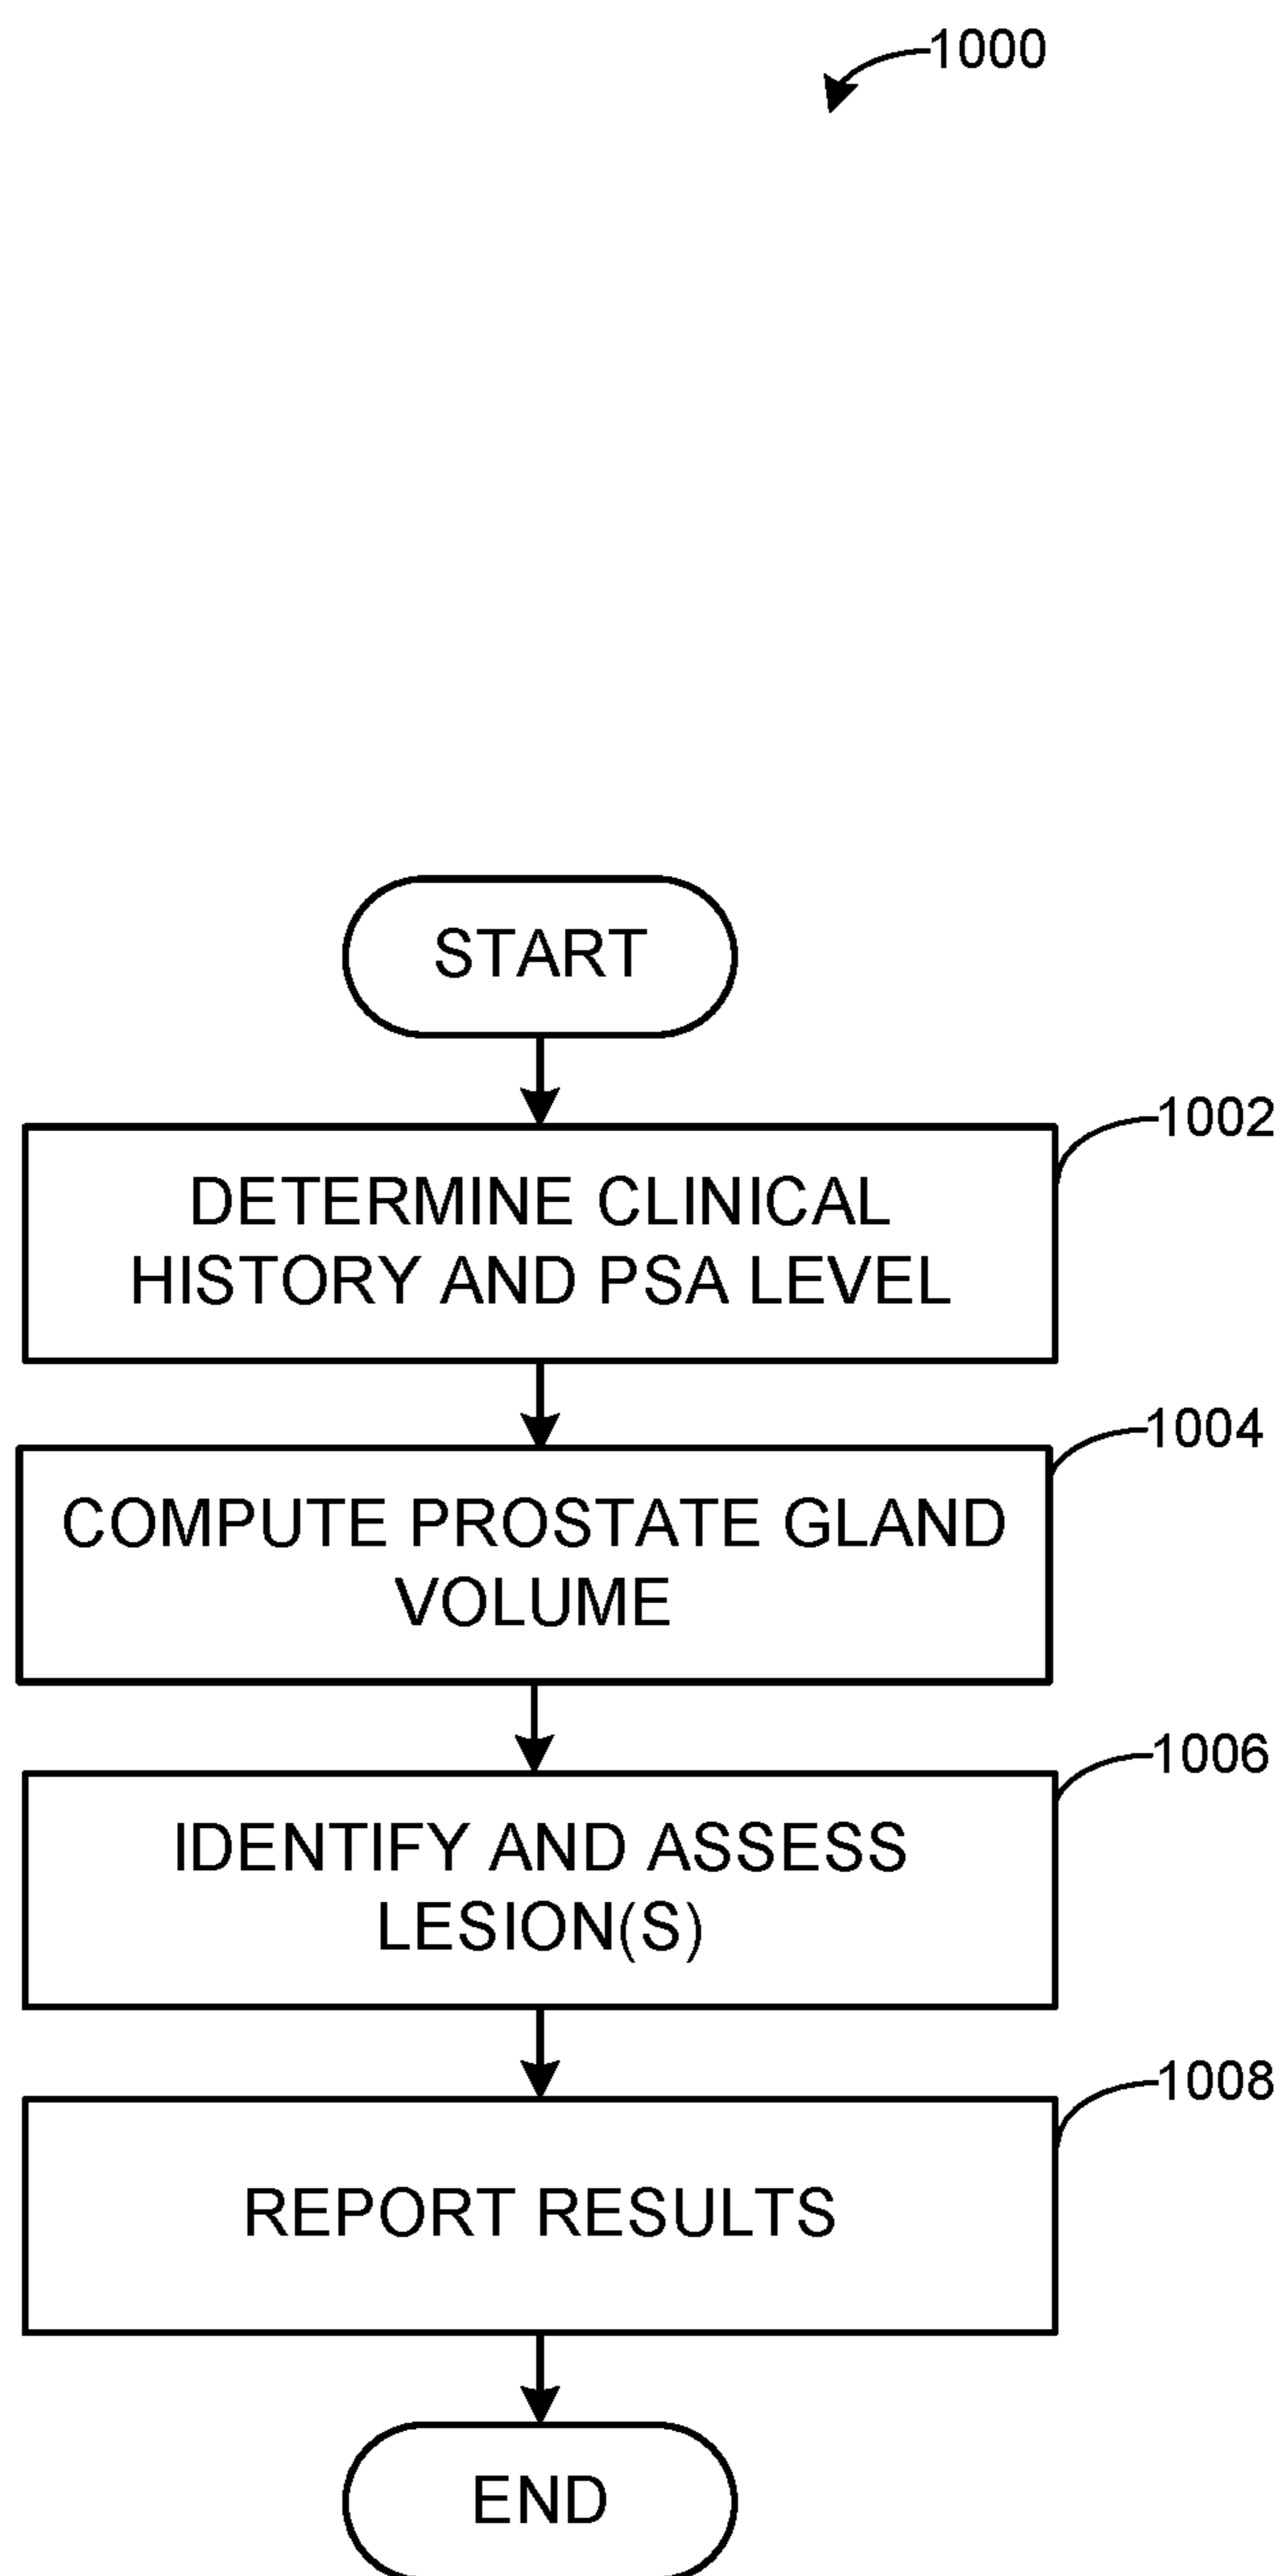 1000
START
1002
DETERMINE CLINICAL
HISTORY AND PSA LEVEL
1004
COMPUTE PROSTATE GLAND
VOLUME
1006
IDENTIFY AND ASSESS
LESION(S)
1008
REPORT RESULTS
END